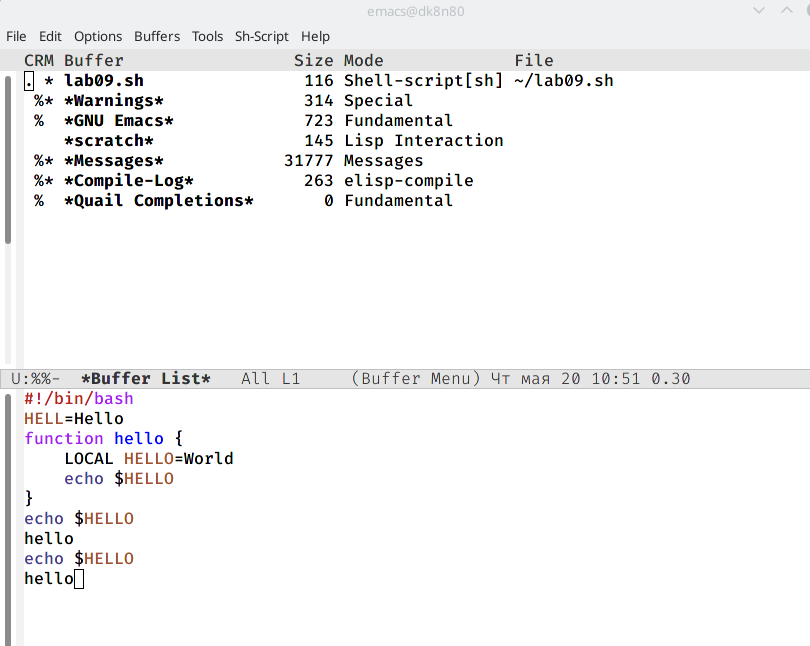 emacs@dk8n80
File Edit Options Buffers Tools Sh-Script Help
CRM Buffer Size Mode File
. * lab09.sh 116 Shell-script[sh] ~/lab09.sh
%* *Warnings* 314 Special
% *GNU Emacs* 723 Fundamental
*scratch* 145 Lisp Interaction
%* *Messages* 31777 Messages
%* *Compile-Log* 263 elisp-compile
% *Quail Completions* 0 Fundamental
U:%%- *Buffer List* All L1 (Buffer Menu) Чт мая 20 10:51 0.30
#!/bin/bash
HELL=Hello
function hello {
LOCAL HELLO=World
echo $HELLO
}
echo $HELLO
hello
echo $HELLO
hello